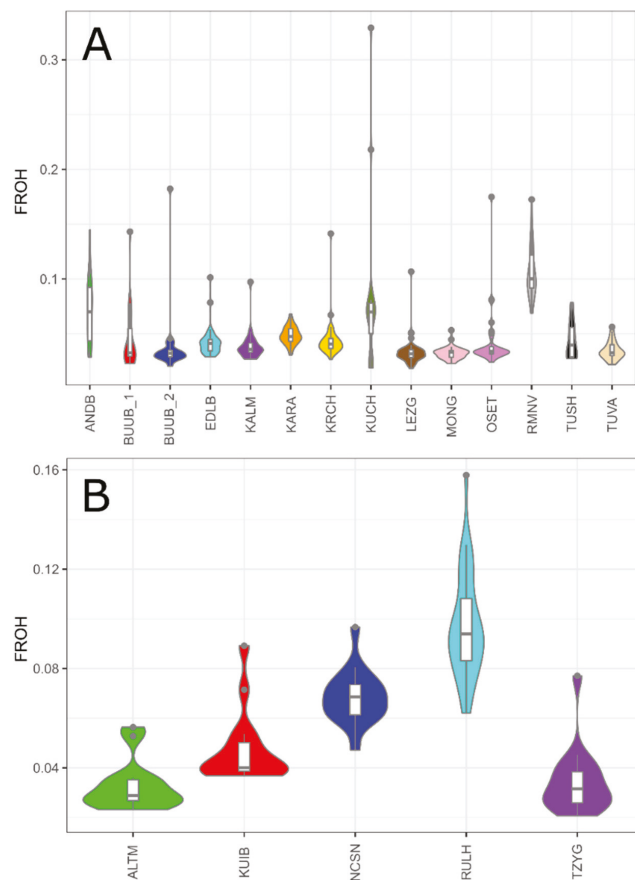 A
FROH
0.3
0.2
0.1
ANDB
BUUB_1
BUUB_2
EDLB
KALM
KARA
KRCH
KUCH
LEZG
MONG
OSET
RMNV
TUSH
TUVA
B
FROH
0.16
0.12
0.08
0.04
ALTM
KUIB
NCSN
RULH
TZYG